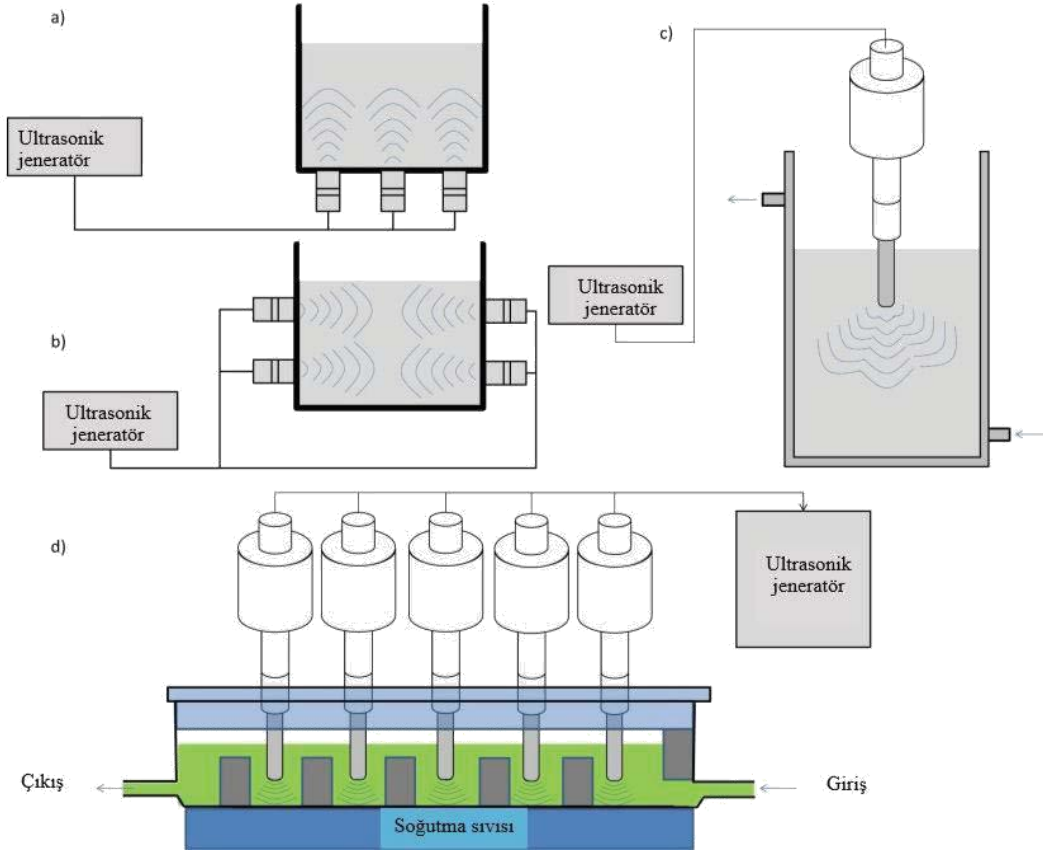 a)
c)
Ultrasonik
jeneratör
Ultrasonik
jeneratör
b)
Ultrasonik
jeneratör
d)
Ultrasonik
jeneratör
Çıkış
Giriş
Soğutma sıvısı